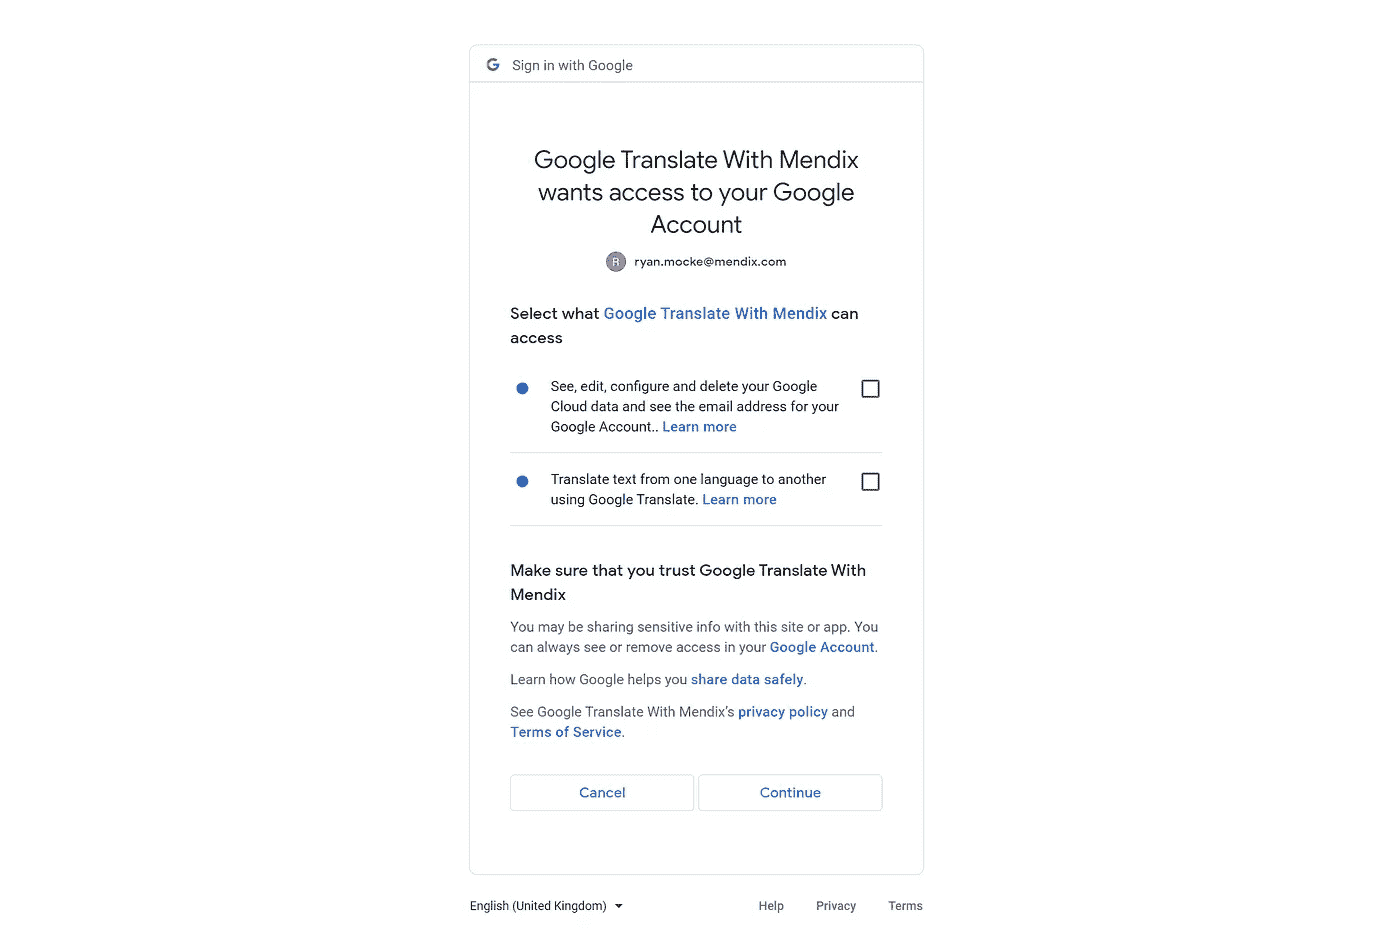 Sign in with Google
Google Translate With Mendix
wants access to your Google
Account
R ryan.mocke@mendix.com
Select what Google Translate With Mendix can
access
See, edit, configure and delete your Google
Cloud data and see the email address for your
Google Account.. Learn more
Translate text from one language to another
using Google Translate. Learn more
Make sure that you trust Google Translate With
Mendix
You may be sharing sensitive info with this site or app. You
can always see or remove access in your Google Account.
Learn how Google helps you share data safely.
See Google Translate With Mendix's privacy policy and
Terms of Service.
Cancel Continue
English (United Kingdom) Help Privacy Terms